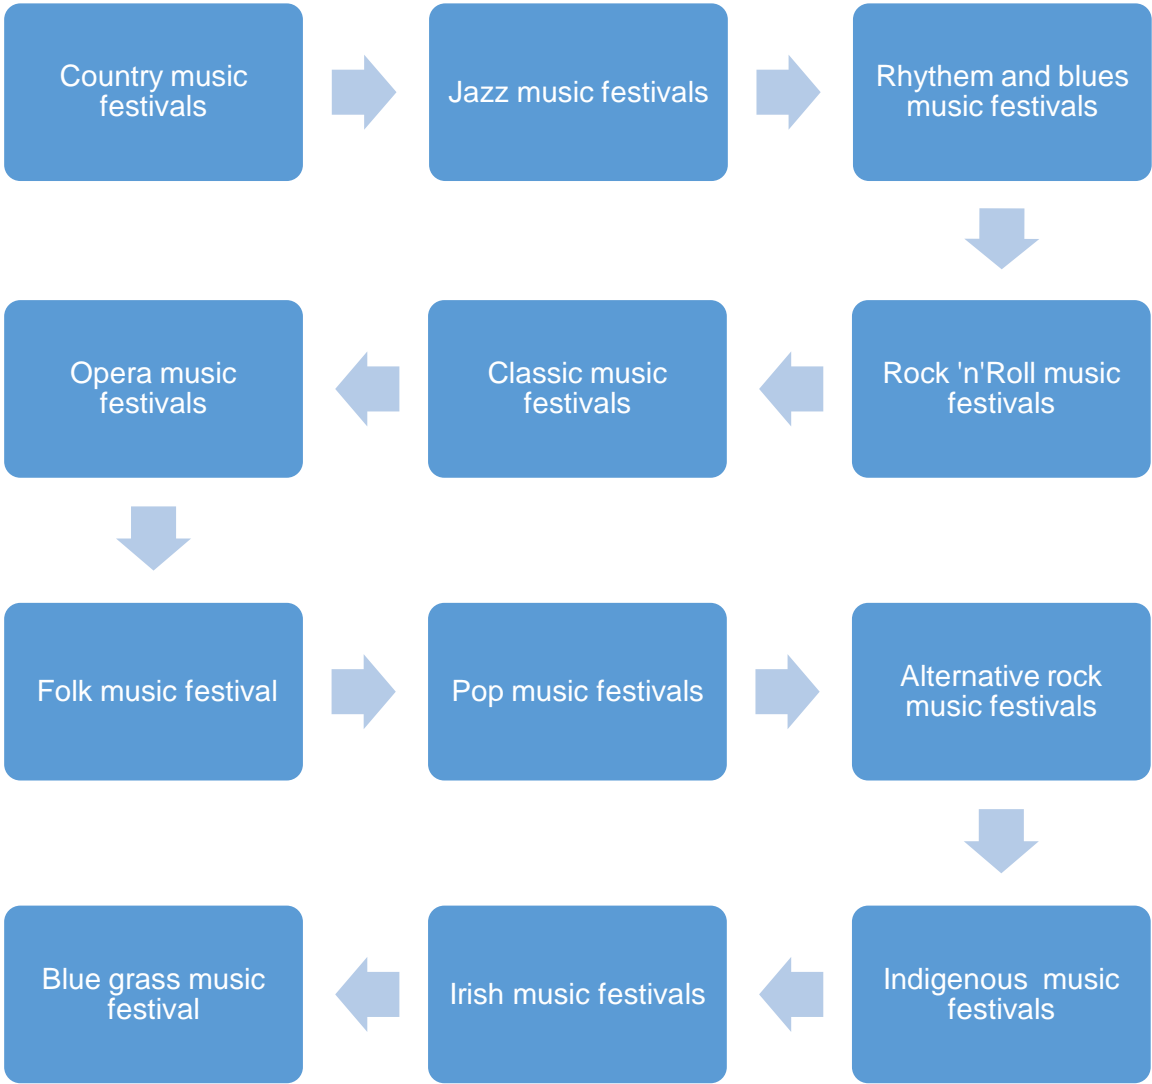 Country music
festivals
Jazz music festivals
Rhythem and blues
music festivals
Rock 'n'Roll music
festivals
Classic music
festivals
Opera music
festivals
Folk music festival
Pop music festivals
Alternative rock
music festivals
Indigenous  music
festivals
Irish music festivals
Blue grass music
festival